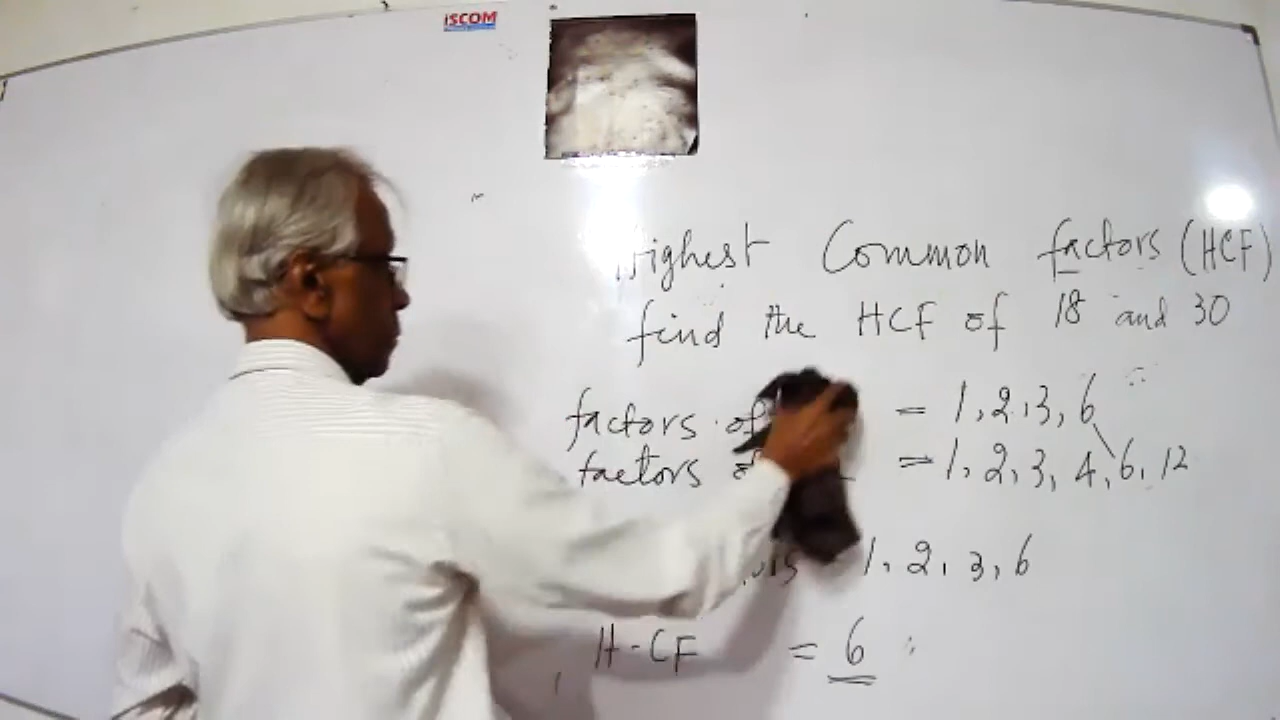 ISCOM
Highest Common factors (HCF)
find the HCF of 18 and 30
factors of = 1, 2, 3, 6
factors = 1, 2, 3, 4, 6, 12
1, 2, 3, 6
H-CF = 6